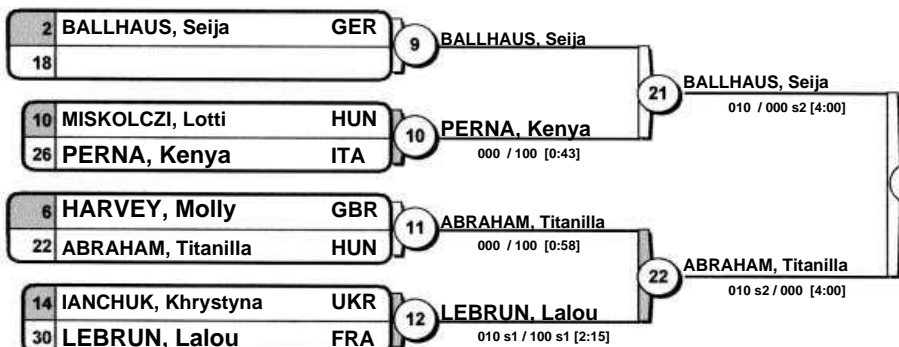 2 BALLHAUS, Seija GER
18
9
BALLHAUS, Seija
10 MISKOLCZI, Lotti HUN
26 PERNA, Kenya ITA
10
PERNA, Kenya
000 / 100 [0:43]
21
BALLHAUS, Seija
010 / 000 s2 [4:00]
6 HARVEY, Molly GBR
22 ABRAHAM, Titanilla HUN
11
ABRAHAM, Titanilla
000 / 100 [0:58]
14 IANCHUK, Khrystyna UKR
30 LEBRUN, Lalou FRA
12
LEBRUN, Lalou
010 s1 / 100 s1 [2:15]
22
ABRAHAM, Titanilla
010 s2 / 000 [4:00]